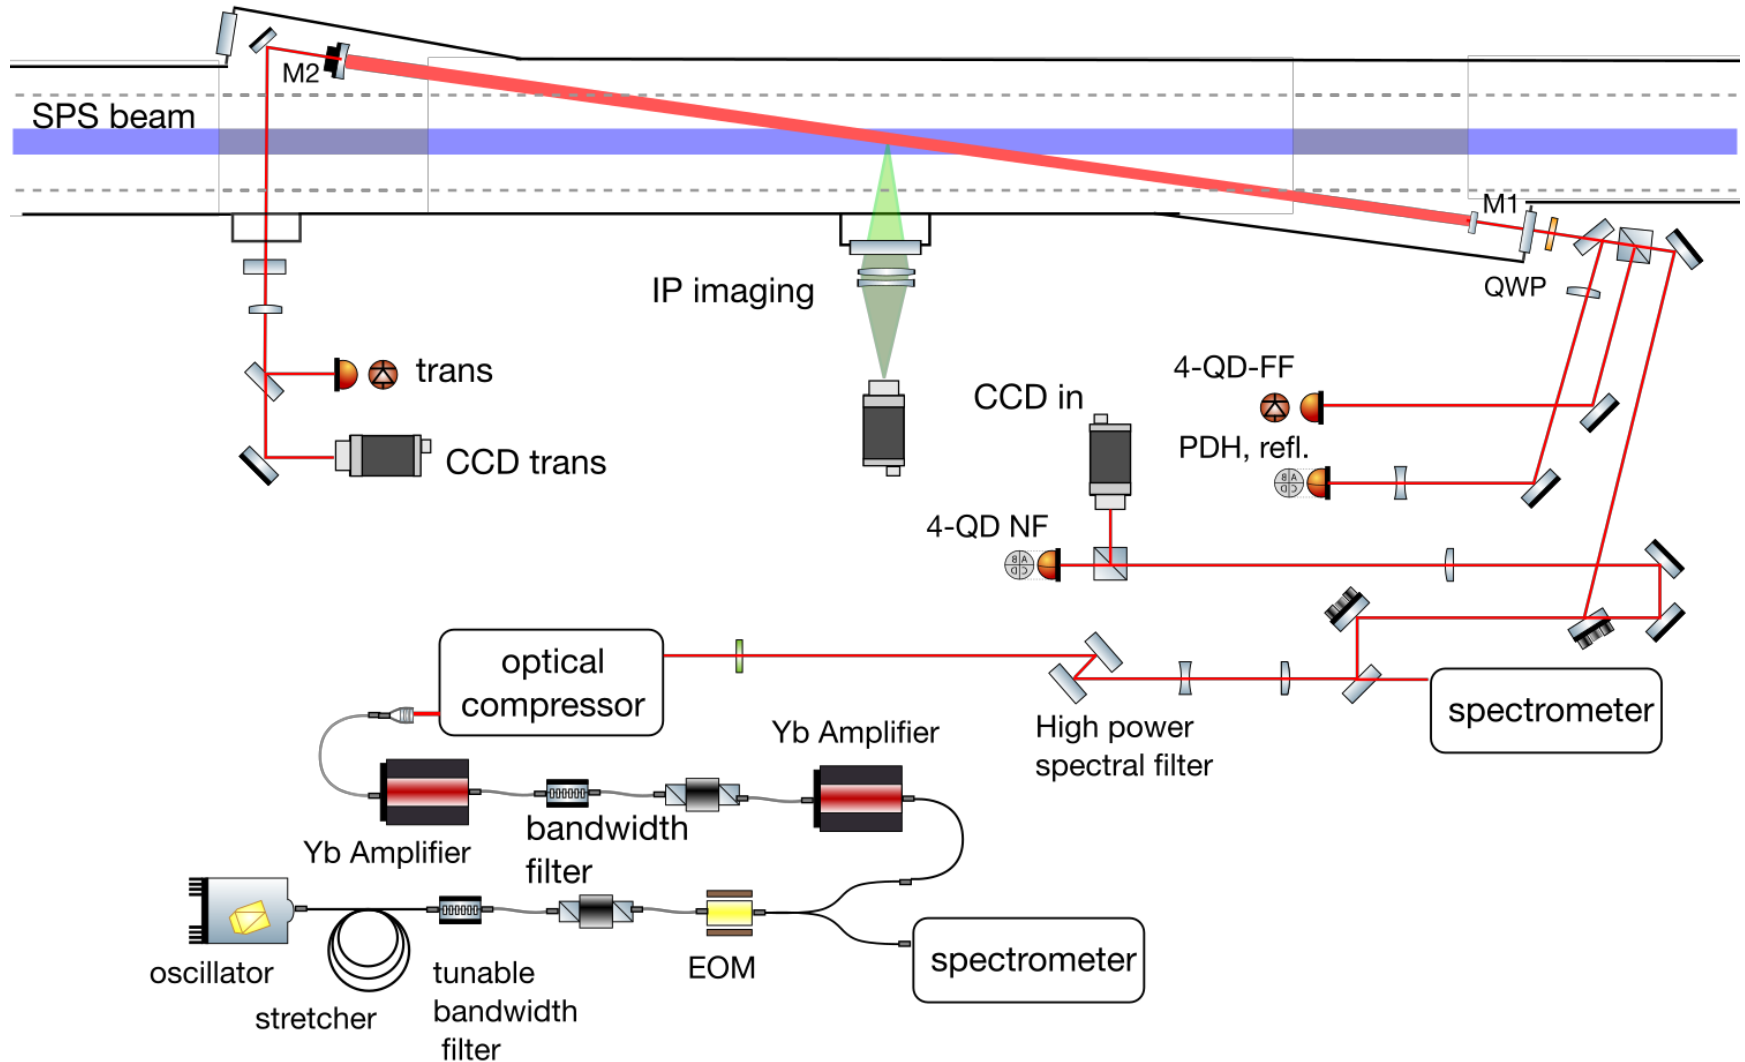 M2
SPS beam
M1
IP imaging
QWP
trans
4-QD-FF
CCD in
PDH, refl.
CCD trans
A B
C D
4-QD NF
A B
C D
optical
compressor
spectrometer
Yb Amplifier
High power
spectral filter
bandwidth
filter
Yb Amplifier
oscillator
stretcher
tunable
bandwidth
filter
EOM
spectrometer